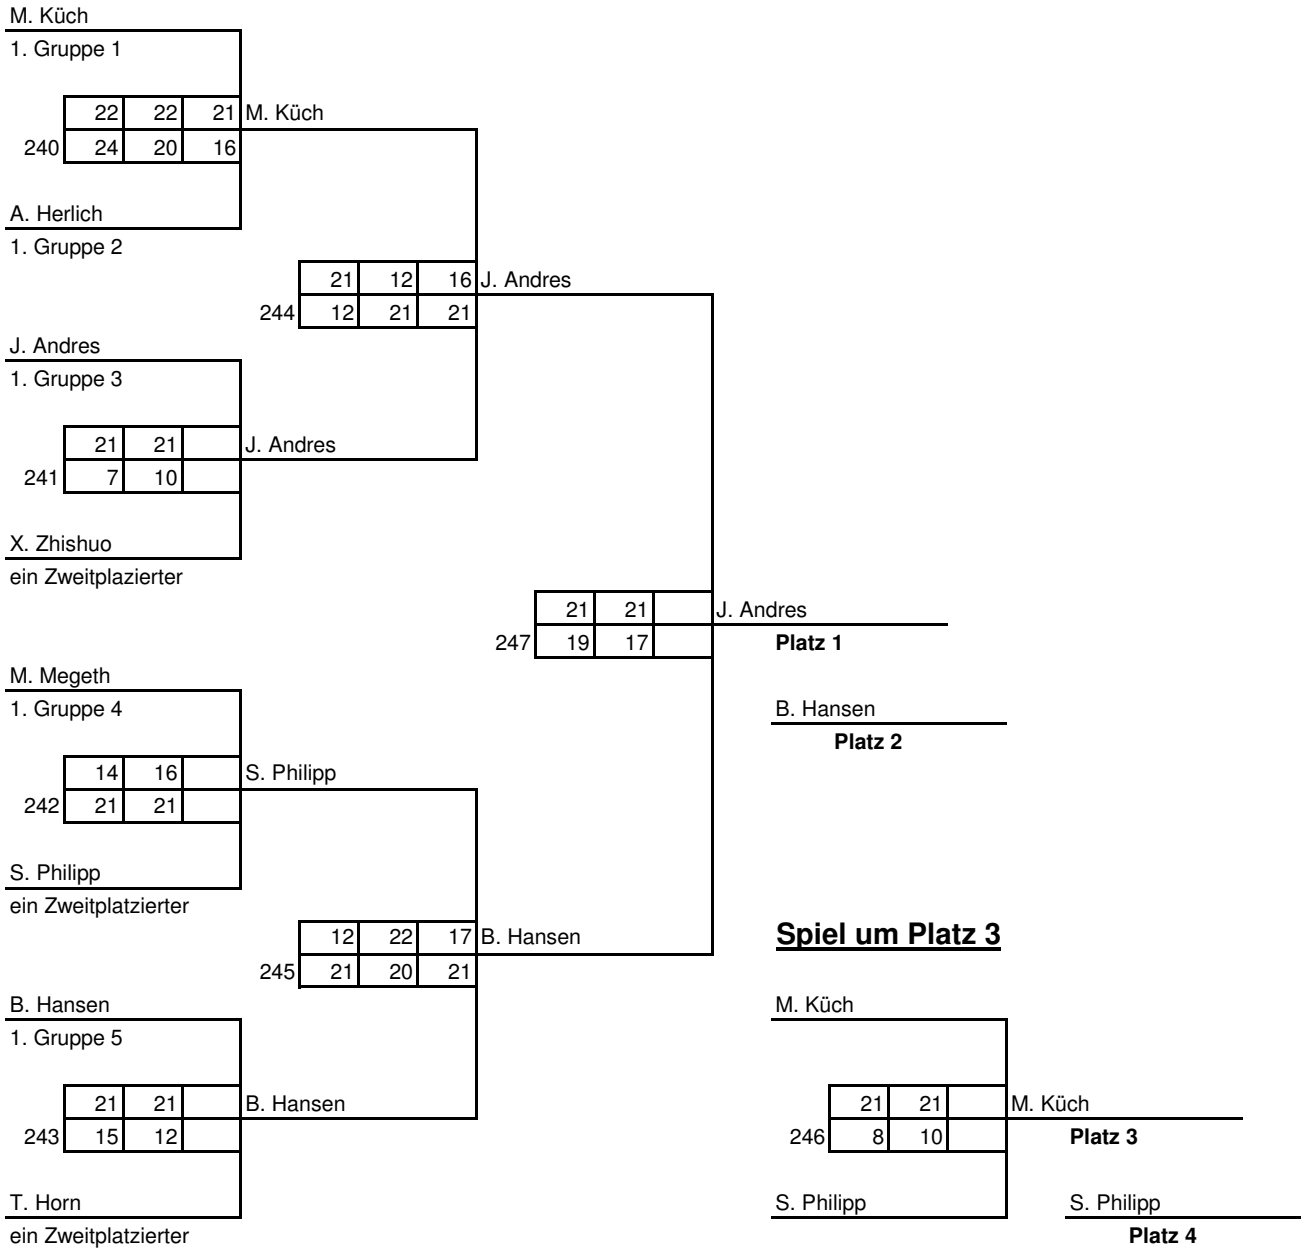 M. Küch
1. Gruppe 1
22 22 21 M. Küch
240 24 20 16
A. Herlich
1. Gruppe 2
21 12 16 J. Andres
244 12 21 21
J. Andres
1. Gruppe 3
21 21 J. Andres
241 7 10
X. Zhishuo
ein Zweitplazierter
21 21 J. Andres
247 19 17 Platz 1
M. Megeth
1. Gruppe 4 B. Hansen
Platz 2
14 16 S. Philipp
242 21 21
S. Philipp
ein Zweitplatzierter
12 22 17 B. Hansen Spiel um Platz 3
245 21 20 21
B. Hansen M. Küch
1. Gruppe 5
21 21 B. Hansen 21 21 M. Küch
243 15 12 246 8 10 Platz 3
T. Horn S. Philipp S. Philipp
ein Zweitplatzierter Platz 4